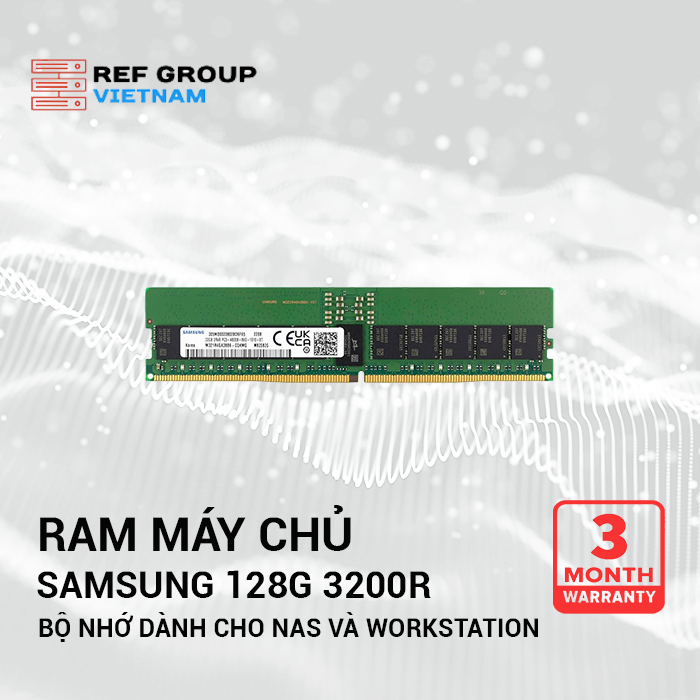 REF GROUP
VIETNAM
SAMSUNG
Korea
RAM MÁY CHỦ
SAMSUNG 128G 3200R
BỘ NHỚ DÀNH CHO NAS VÀ WORKSTATION
3
MONTH
WARRANTY